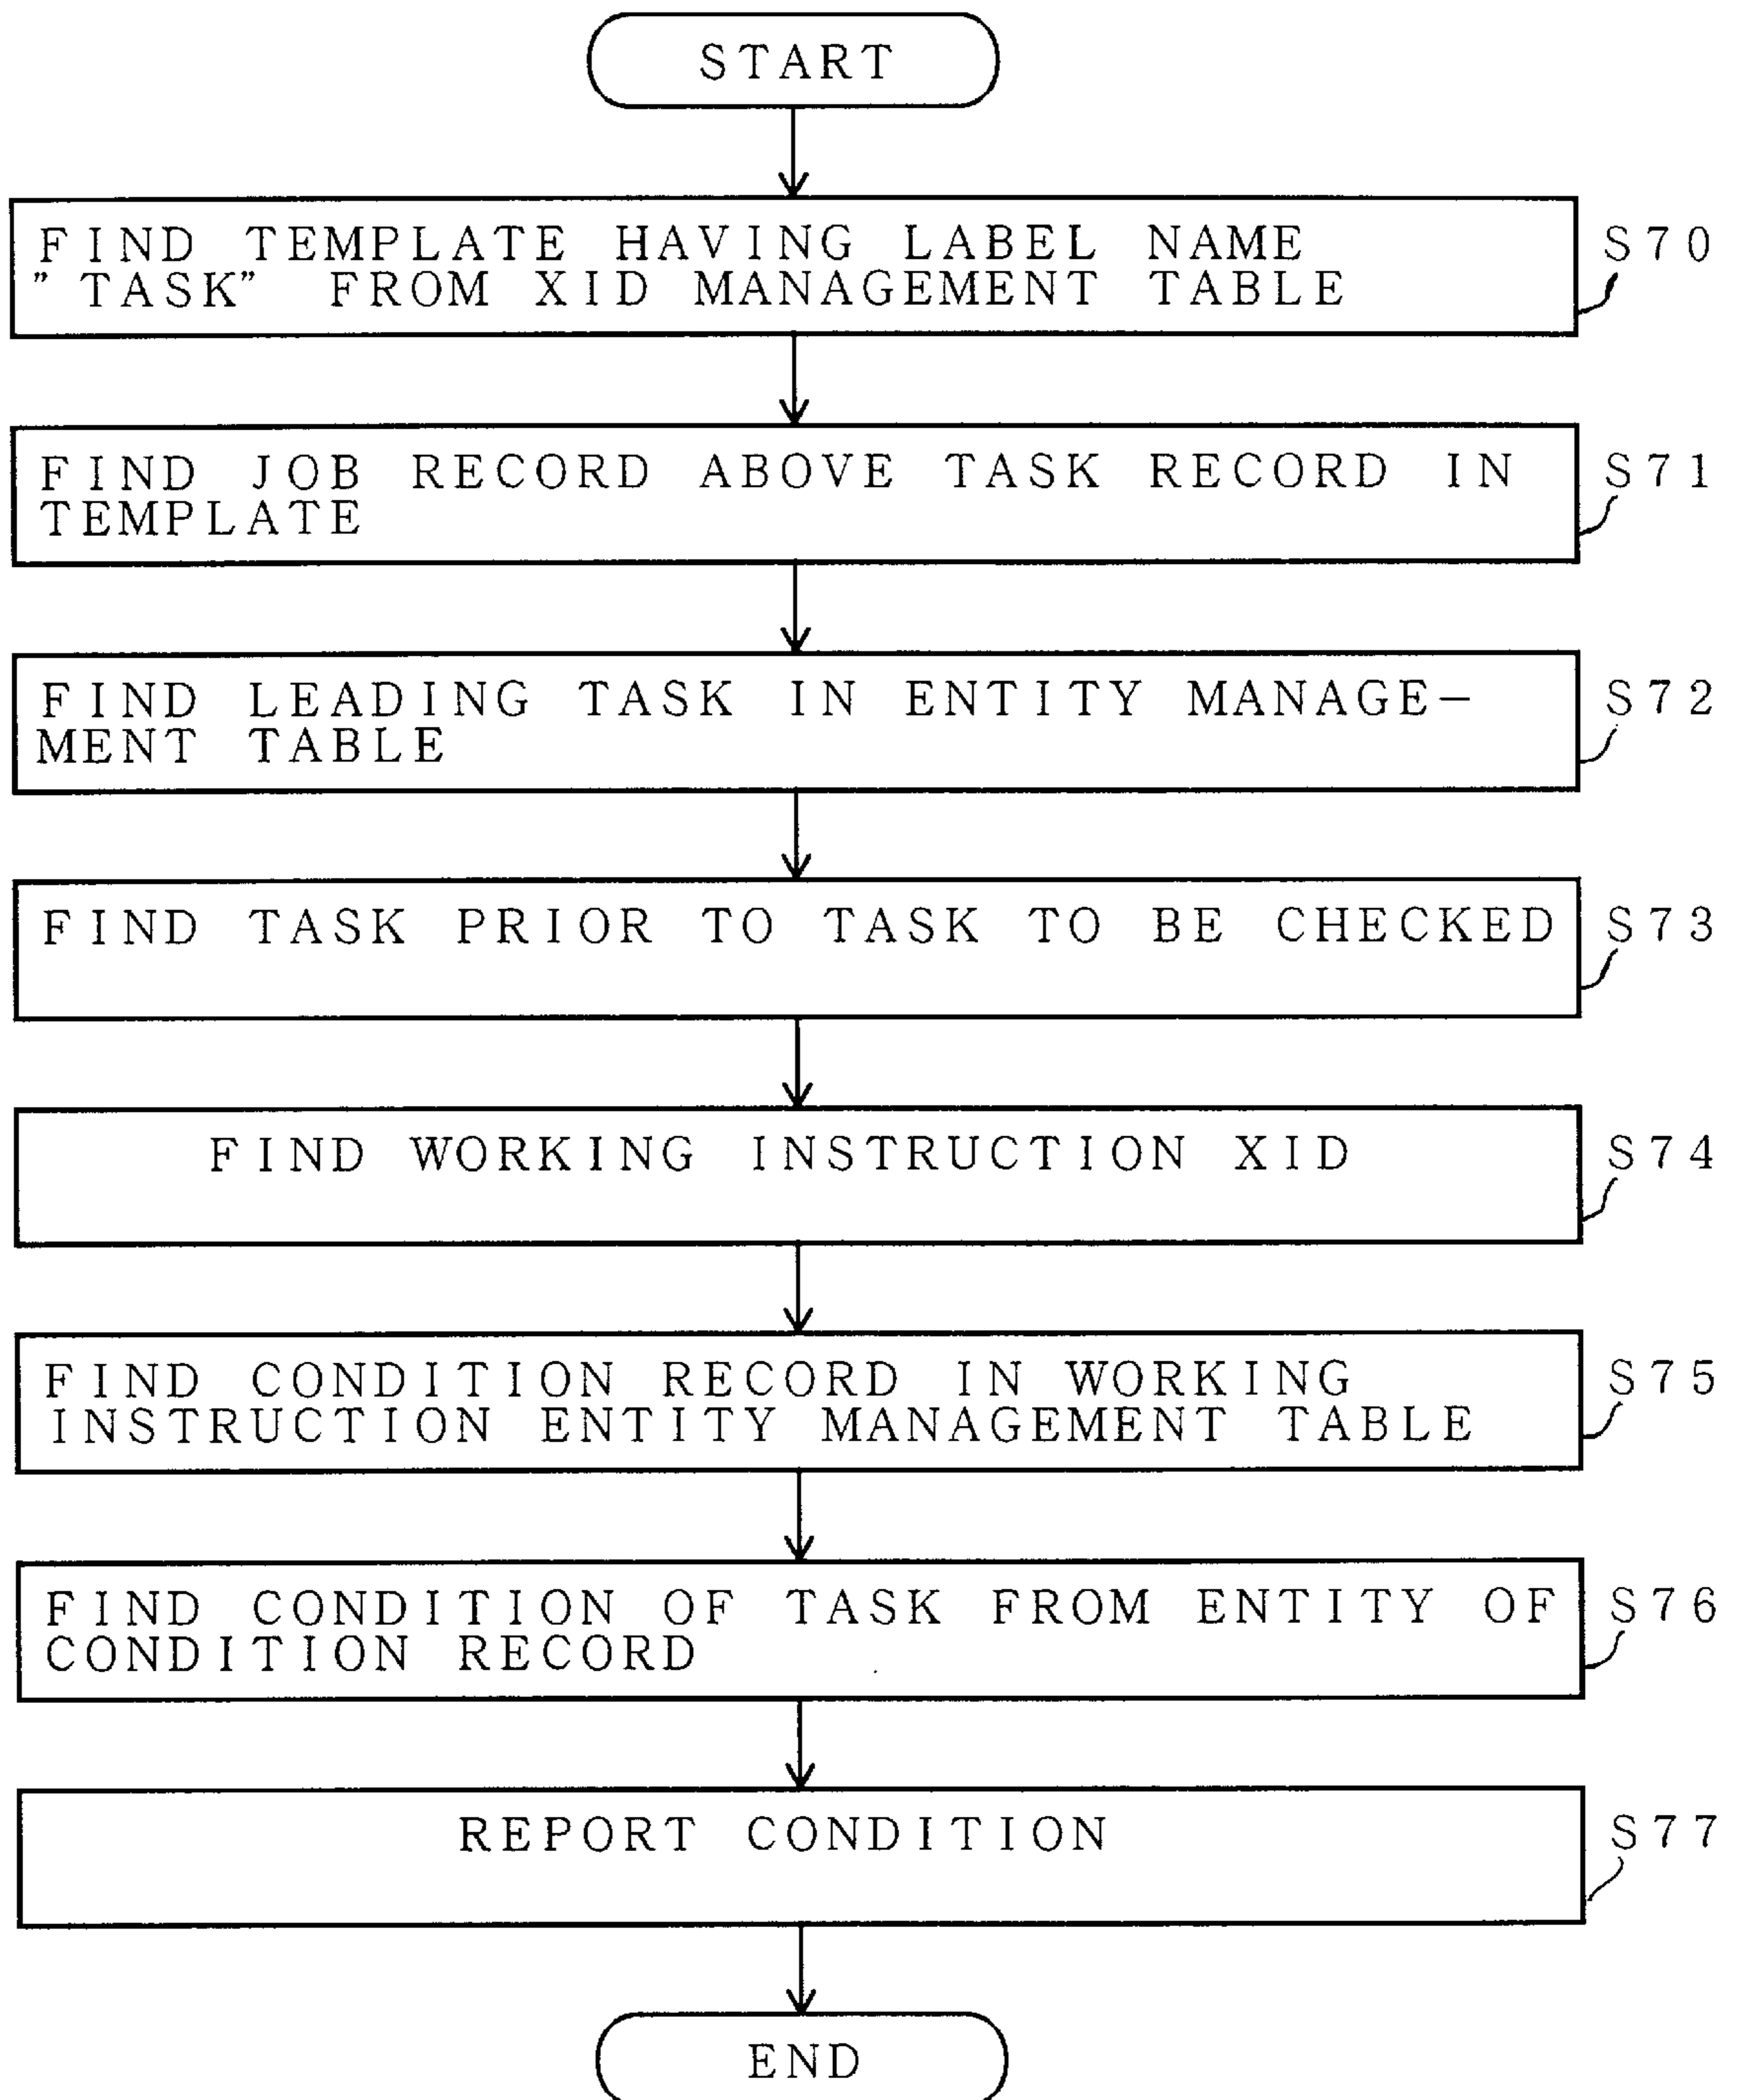 START
FIND TEMPLATE HAVING LABEL NAME
"TASK" FROM XID MANAGEMENT TABLE
S70
FIND JOB RECORD ABOVE TASK RECORD IN
TEMPLATE
S71
FIND LEADING TASK IN ENTITY MANAGE-
MENT TABLE
S72
FIND TASK PRIOR TO TASK TO BE CHECKED
S73
FIND WORKING INSTRUCTION XID
S74
FIND CONDITION RECORD IN WORKING
INSTRUCTION ENTITY MANAGEMENT TABLE
S75
FIND CONDITION OF TASK FROM ENTITY OF
CONDITION RECORD
S76
REPORT CONDITION
S77
END